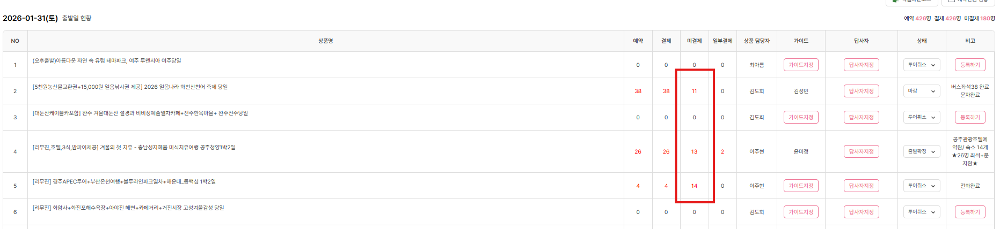 2026-01-31(토) 출발일 현황
예약 426명 결제 426명 미결제 180명
NO 상품명 예약 결제 미결제 일부결제 상품 담당자 가이드 답사자 상태 비고
1 (오후출발)아름다운 자연 속 유럽 테마파크, 여주 루덴시아 여주당일 0 0 0 0 최아름 가이드지정 답사자지정 투어취소 등록하기
2 [5천원농산물교환권+15,000원 얼음낚시권 제공] 2026 얼음나라 화천산천어 축제 당일 38 38 11 0 김도희 김성민 답사자지정 마감 버스좌석38 완료
문자완료
3 [대둔산케이블카포함] 완주 겨울대둔산 설경과 비비정예술열차카페+전주한옥마을+ 완주전주당일 0 0 0 0 김도희 가이드지정 답사자지정 투어취소 등록하기
4 [리무진,호텔,3식,밤파이제공] 겨울의 첫 치유 - 충남성지혜윰 미식치유여행 공주청양1박2일 26 26 13 2 이주현 윤미정 답사자지정 출발확정 공주관광호텔예
약완/ 숙소 14개
★26명 좌석+문
자완★
5 [리무진] 경주APEC투어+부산온천여행+블루라인파크열차+해운대_동백섬 1박2일 4 4 14 0 이주현 가이드지정 답사자지정 투어취소 전화완료
6 [리무진] 화암사+화진포해수욕장+아야진 해변+카페거리+거진시장 고성겨울감성 당일 0 0 0 0 김도희 가이드지정 답사자지정 투어취소 등록하기